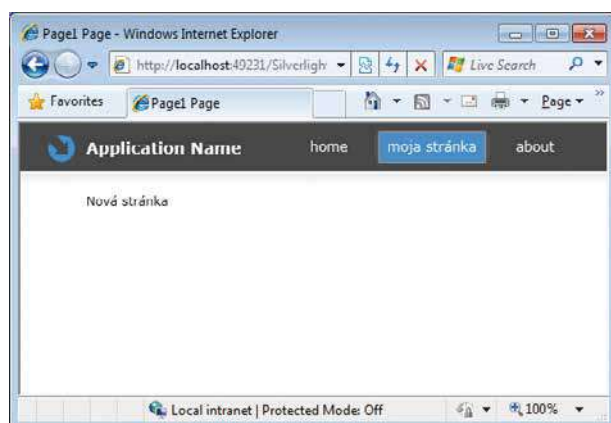 Page1 Page - Windows Internet Explorer
http://localhost:49231/Silverligh
Live Search
Favorites
Page1 Page
Page
Application Name
home
moja stránka
about
Nová stránka
Local intranet | Protected Mode: Off
100%